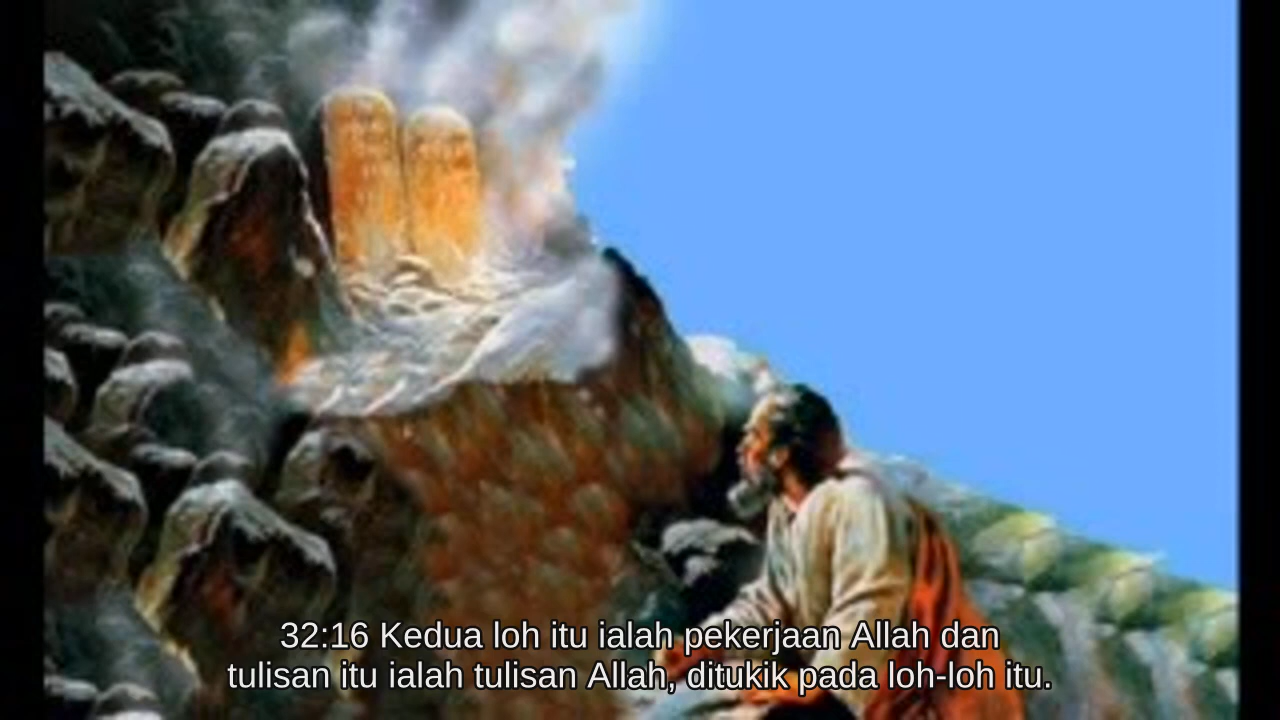 32:16 Kedua loh itu ialah pekerjaan Allah dan
tulisan itu ialah tulisan Allah, ditukik pada loh-loh itu.